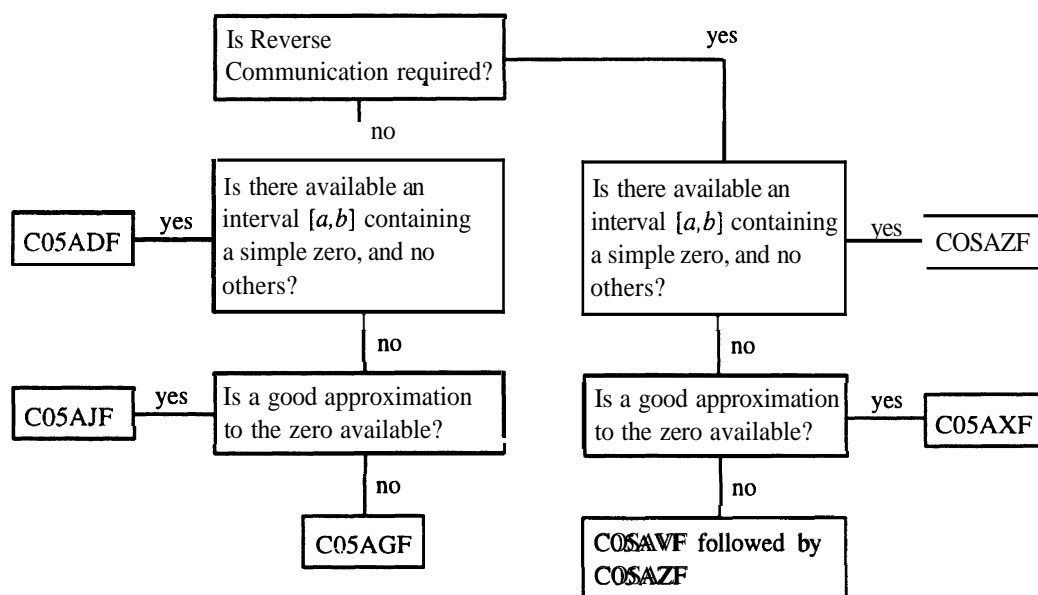 Is Reverse
Communication required?
yes
no
Is there available an
interval [a,b] containing
a simple zero, and no
others?
yes
C05ADF
Is there available an
interval [a,b] containing
a simple zero, and no
others?
yes
COSAZF
no
no
Is a good approximation
to the zero available?
yes
C05AJF
Is a good approximation
to the zero available?
yes
C05AXF
no
no
C05AGF
C05AVF followed by
C05AZF